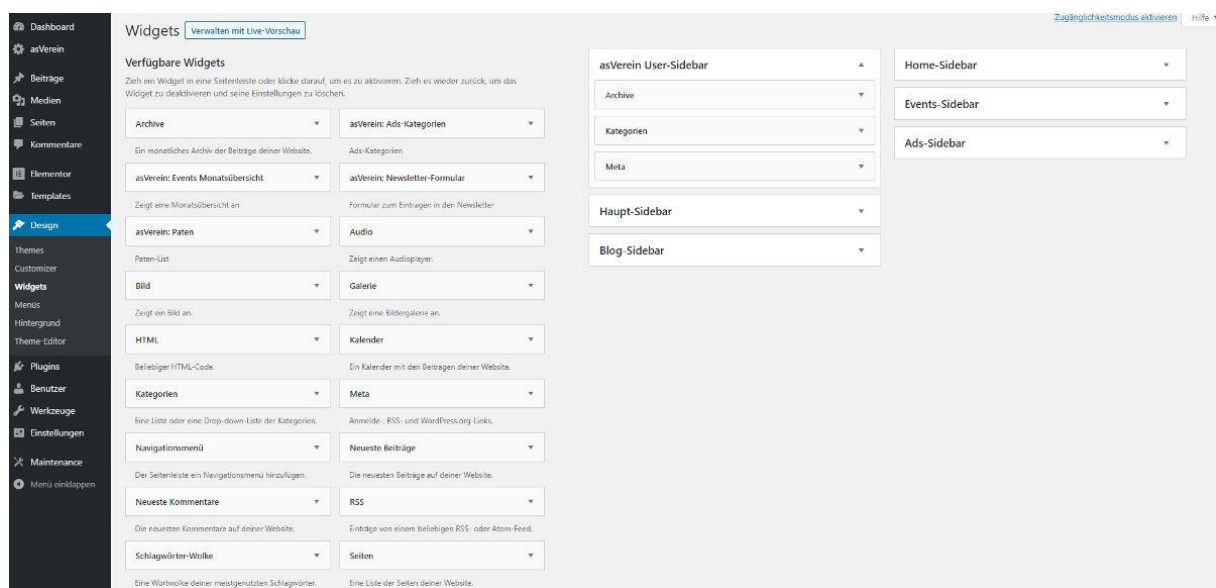 Dashboard
asVerein
Beiträge
Medien
Seiten
Kommentare
Elementor
Templates
Design
Themes
Customizer
Widgets
Menüs
Hintergrund
Theme-Editor
Plugins
Benutzer
Werkzeuge
Einstellungen
Maintenance
Menü einklappen
Zugänglichkeitsmodus aktivieren
Hilfe
Widgets
Verwalten mit Live-Vorschau
Verfügbare Widgets
Zieh ein Widget in eine Seitenleiste oder klicke darauf, um es zu aktivieren. Zieh es wieder zurück, um das
Widget zu deaktivieren und seine Einstellungen zu löschen.
Archive
Ein monatliches Archiv der Beiträge deiner Website.
asVerein: Ads-Kategorien
Ads-Kategorien
asVerein: Events Monatsübersicht
Zeigt eine Monatsübersicht an
asVerein: Newsletter-Formular
Formular zum Eintragen in den Newsletter
asVerein: Paten
Paten-List
Audio
Zeigt einen Audioplayer.
Bild
Zeigt ein Bild an.
Galerie
Zeigt eine Bildergalerie an.
HTML
Beliebiger HTML-Code.
Kalender
Ein Kalender mit den Beiträgen deiner Website.
Kategorien
Eine Liste oder eine Drop-down-Liste der Kategorien.
Meta
Anmelde-, RSS- und WordPress.org-Links.
Navigationsmenü
Der Seitenleiste ein Navigationsmenü hinzufügen.
Neueste Beiträge
Die neuesten Beiträge auf deiner Website.
Neueste Kommentare
Die neuesten Kommentare auf deiner Website.
RSS
Einträge von einem beliebigen RSS- oder Atom-Feed.
Schlagwörter-Wolke
Eine Wortwolke deiner meistgenutzten Schlagwörter.
Seiten
Eine Liste der Seiten deiner Website.
asVerein User-Sidebar
Archive
Kategorien
Meta
Haupt-Sidebar
Blog-Sidebar
Home-Sidebar
Events-Sidebar
Ads-Sidebar